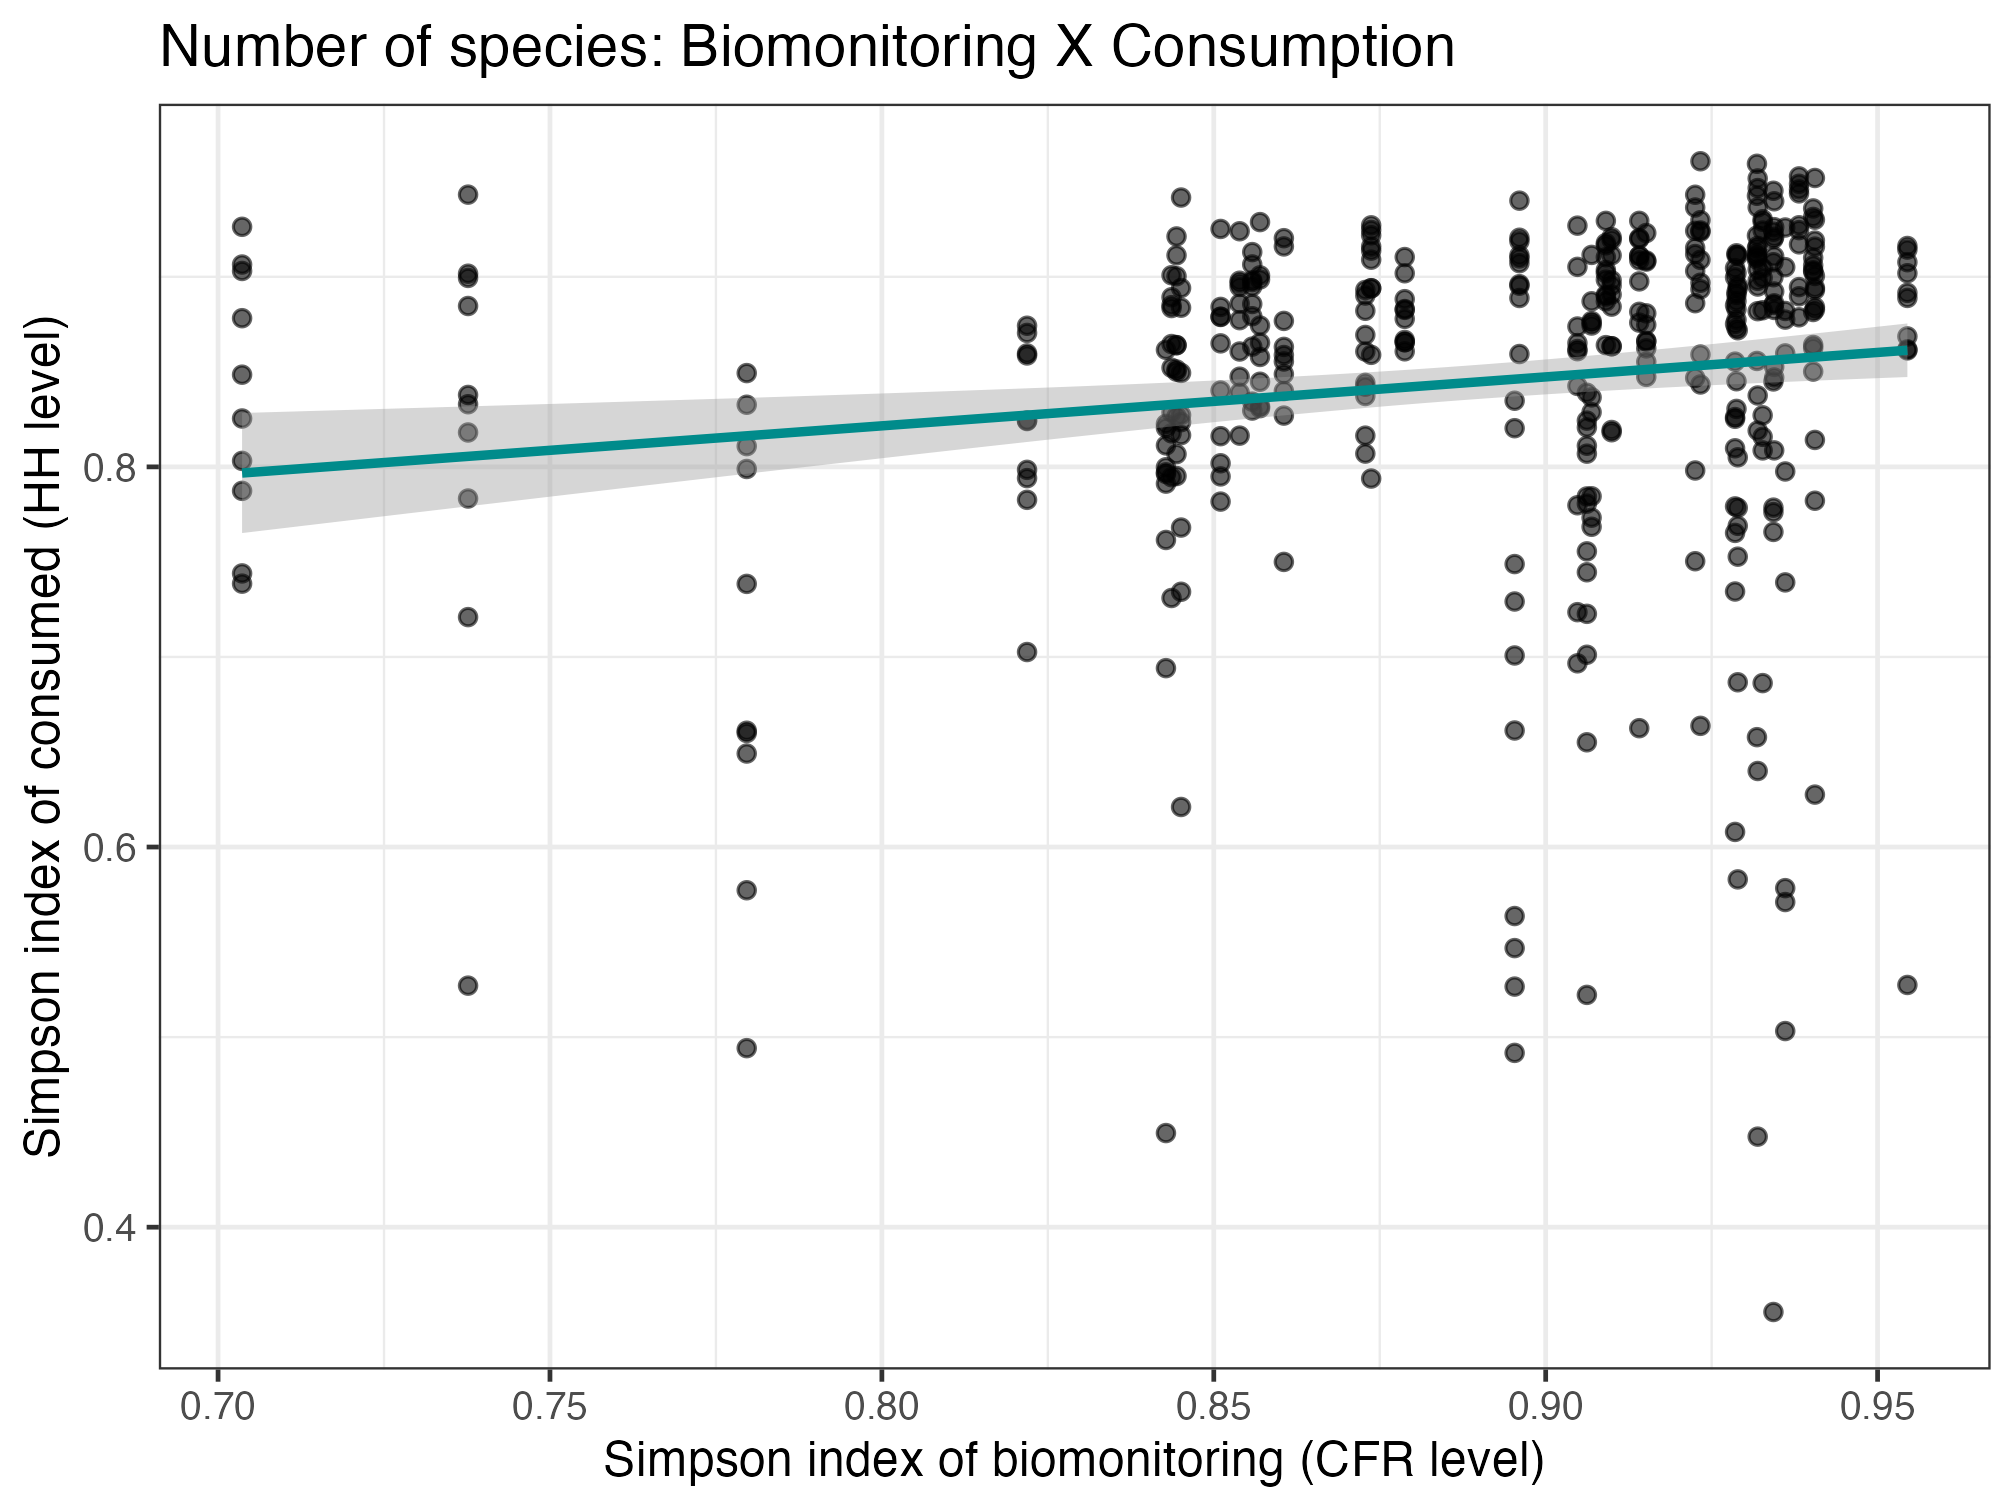 Number of species: Biomonitoring X Consumption
Simpson index of consumed (HH level)
0.8
0.6
0.4
0.70 0.75 0.80 0.85 0.90 0.95
Simpson index of biomonitoring (CFR level)